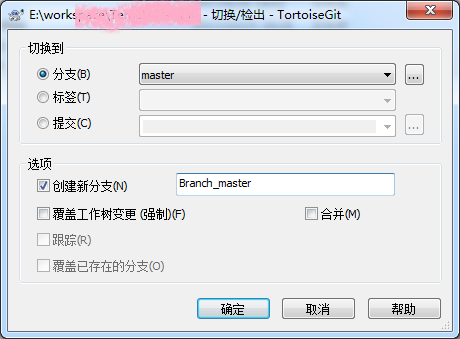 E:\workspace\Te - 切换/检出 - TortoiseGit
切换到
分支(B) master ...
标签(T)
提交(C) ...
选项
创建新分支(N) Branch_master
覆盖工作树变更 (强制)(F) 合并(M)
跟踪(R)
覆盖已存在的分支(O)
确定 取消 帮助